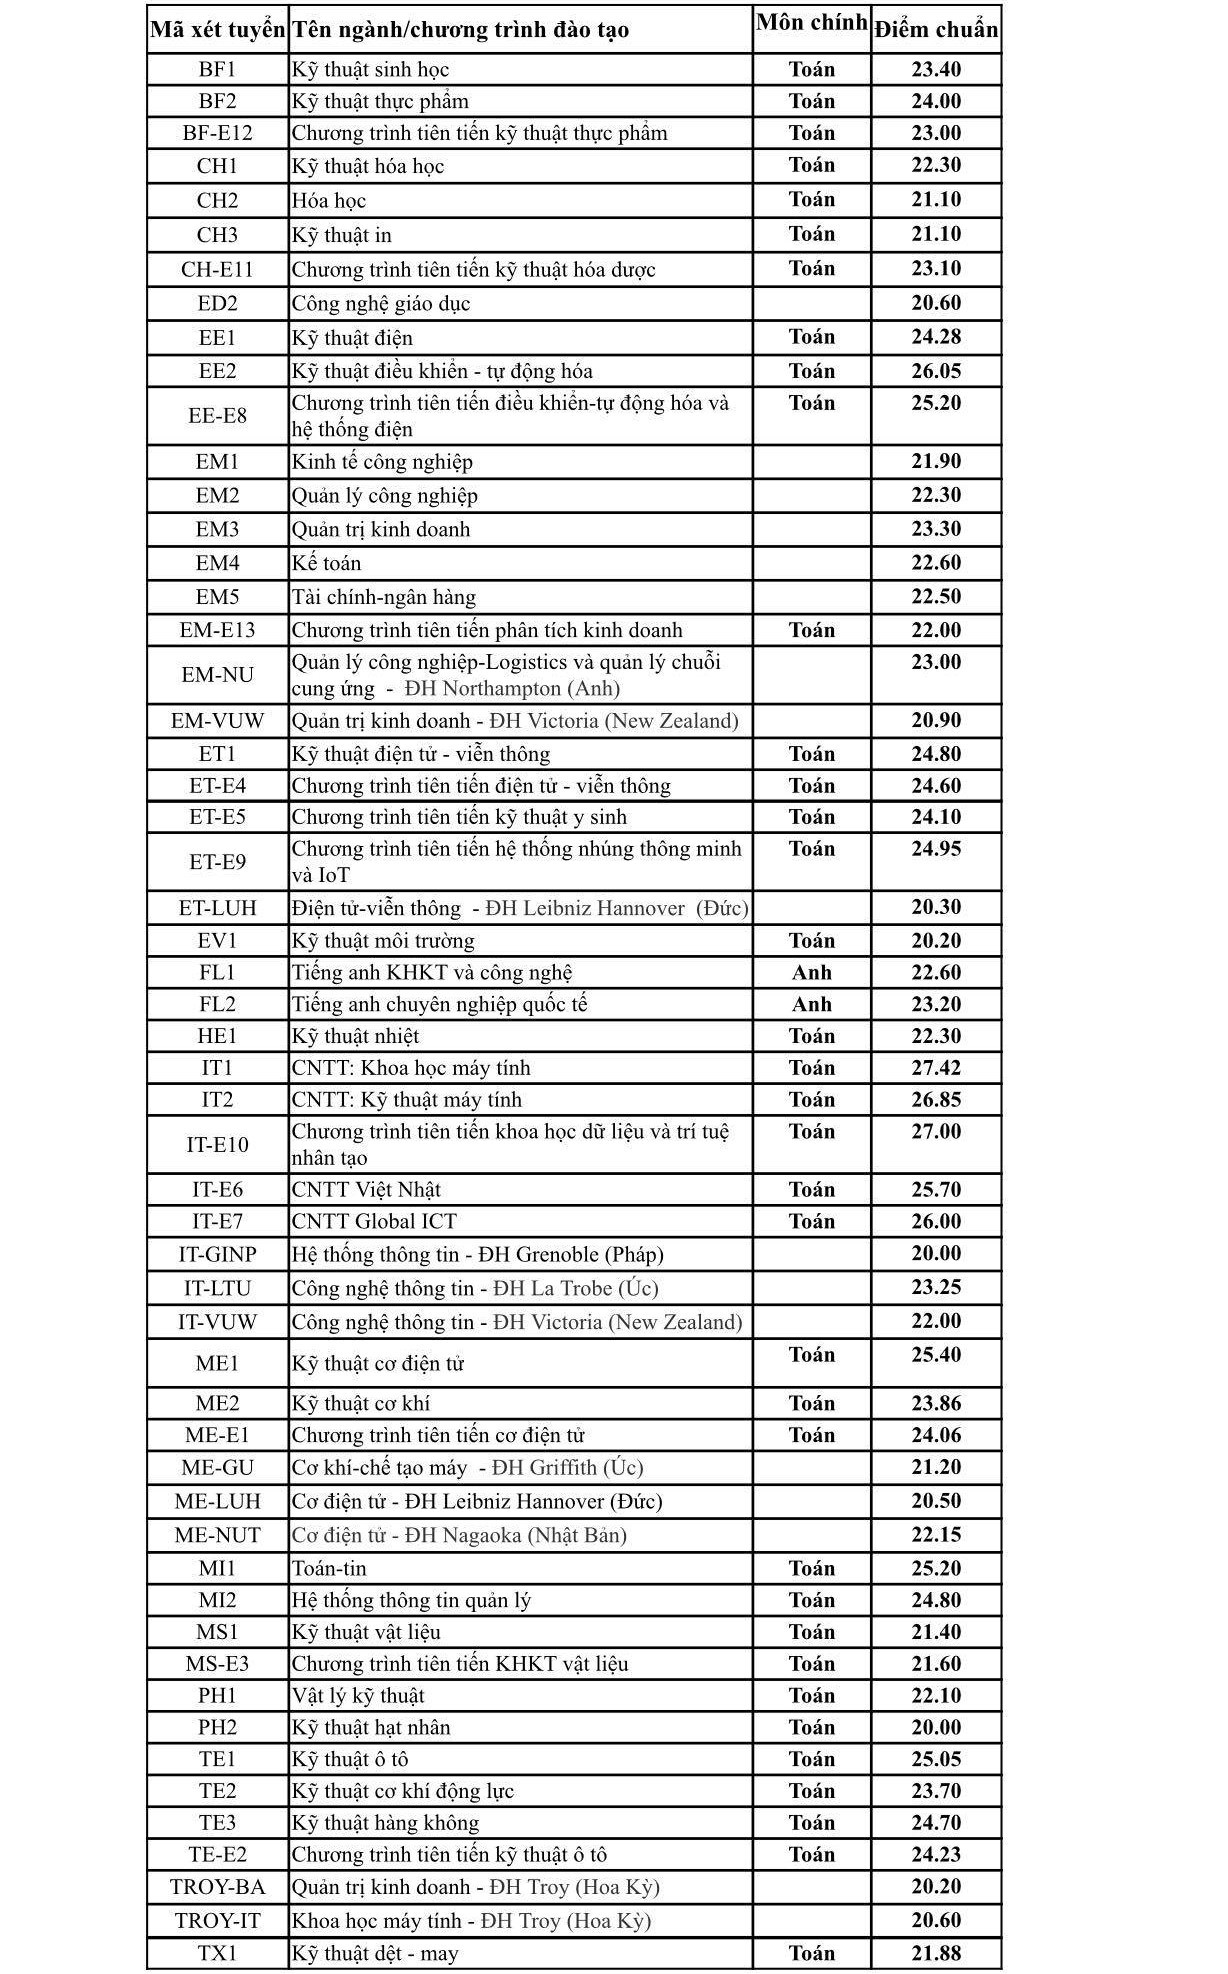 Mã xét tuyển Tên ngành/chương trình đào tạo Môn chính Điểm chuẩn
BF1 Kỹ thuật sinh học Toán 23.40
BF2 Kỹ thuật thực phẩm Toán 24.00
BF-E12 Chương trình tiên tiến kỹ thuật thực phẩm Toán 23.00
CH1 Kỹ thuật hóa học Toán 22.30
CH2 Hóa học Toán 21.10
CH3 Kỹ thuật in Toán 21.10
CH-E11 Chương trình tiên tiến kỹ thuật hóa dược Toán 23.10
ED2 Công nghệ giáo dục 20.60
EE1 Kỹ thuật điện Toán 24.28
EE2 Kỹ thuật điều khiển - tự động hóa Toán 26.05
EE-E8 Chương trình tiên tiến điều khiển-tự động hóa và Toán 25.20
hệ thống điện
EM1 Kinh tế công nghiệp 21.90
EM2 Quản lý công nghiệp 22.30
EM3 Quản trị kinh doanh 23.30
EM4 Kế toán 22.60
EM5 Tài chính-ngân hàng 22.50
EM-E13 Chương trình tiên tiến phân tích kinh doanh Toán 22.00
EM-NU Quản lý công nghiệp-Logistics và quản lý chuỗi 23.00
cung ứng - ĐH Northampton (Anh)
EM-VUW Quản trị kinh doanh - ĐH Victoria (New Zealand) 20.90
ET1 Kỹ thuật điện tử - viễn thông Toán 24.80
ET-E4 Chương trình tiên tiến điện tử - viễn thông Toán 24.60
ET-E5 Chương trình tiên tiến kỹ thuật y sinh Toán 24.10
ET-E9 Chương trình tiên tiến hệ thống nhúng thông minh Toán 24.95
và IoT
ET-LUH Điện tử-viễn thông - ĐH Leibniz Hannover (Đức) 20.30
EV1 Kỹ thuật môi trường Toán 20.20
FL1 Tiếng anh KHKT và công nghệ Anh 22.60
FL2 Tiếng anh chuyên nghiệp quốc tế Anh 23.20
HE1 Kỹ thuật nhiệt Toán 22.30
IT1 CNTT: Khoa học máy tính Toán 27.42
IT2 CNTT: Kỹ thuật máy tính Toán 26.85
IT-E10 Chương trình tiên tiến khoa học dữ liệu và trí tuệ Toán 27.00
nhân tạo
IT-E6 CNTT Việt Nhật Toán 25.70
IT-E7 CNTT Global ICT Toán 26.00
IT-GINP Hệ thống thông tin - ĐH Grenoble (Pháp) 20.00
IT-LTU Công nghệ thông tin - ĐH La Trobe (Úc) 23.25
IT-VUW Công nghệ thông tin - ĐH Victoria (New Zealand) 22.00
ME1 Kỹ thuật cơ điện tử Toán 25.40
ME2 Kỹ thuật cơ khí Toán 23.86
ME-E1 Chương trình tiên tiến cơ điện tử Toán 24.06
ME-GU Cơ khí-chế tạo máy - ĐH Griffith (Úc) 21.20
ME-LUH Cơ điện tử - ĐH Leibniz Hannover (Đức) 20.50
ME-NUT Cơ điện tử - ĐH Nagaoka (Nhật Bản) 22.15
MI1 Toán-tin Toán 25.20
MI2 Hệ thống thông tin quản lý Toán 24.80
MS1 Kỹ thuật vật liệu Toán 21.40
MS-E3 Chương trình tiên tiến KHKT vật liệu Toán 21.60
PH1 Vật lý kỹ thuật Toán 22.10
PH2 Kỹ thuật hạt nhân Toán 20.00
TE1 Kỹ thuật ô tô Toán 25.05
TE2 Kỹ thuật cơ khí động lực Toán 23.70
TE3 Kỹ thuật hàng không Toán 24.70
TE-E2 Chương trình tiên tiến kỹ thuật ô tô Toán 24.23
TROY-BA Quản trị kinh doanh - ĐH Troy (Hoa Kỳ) 20.20
TROY-IT Khoa học máy tính - ĐH Troy (Hoa Kỳ) 20.60
TX1 Kỹ thuật dệt - may Toán 21.88